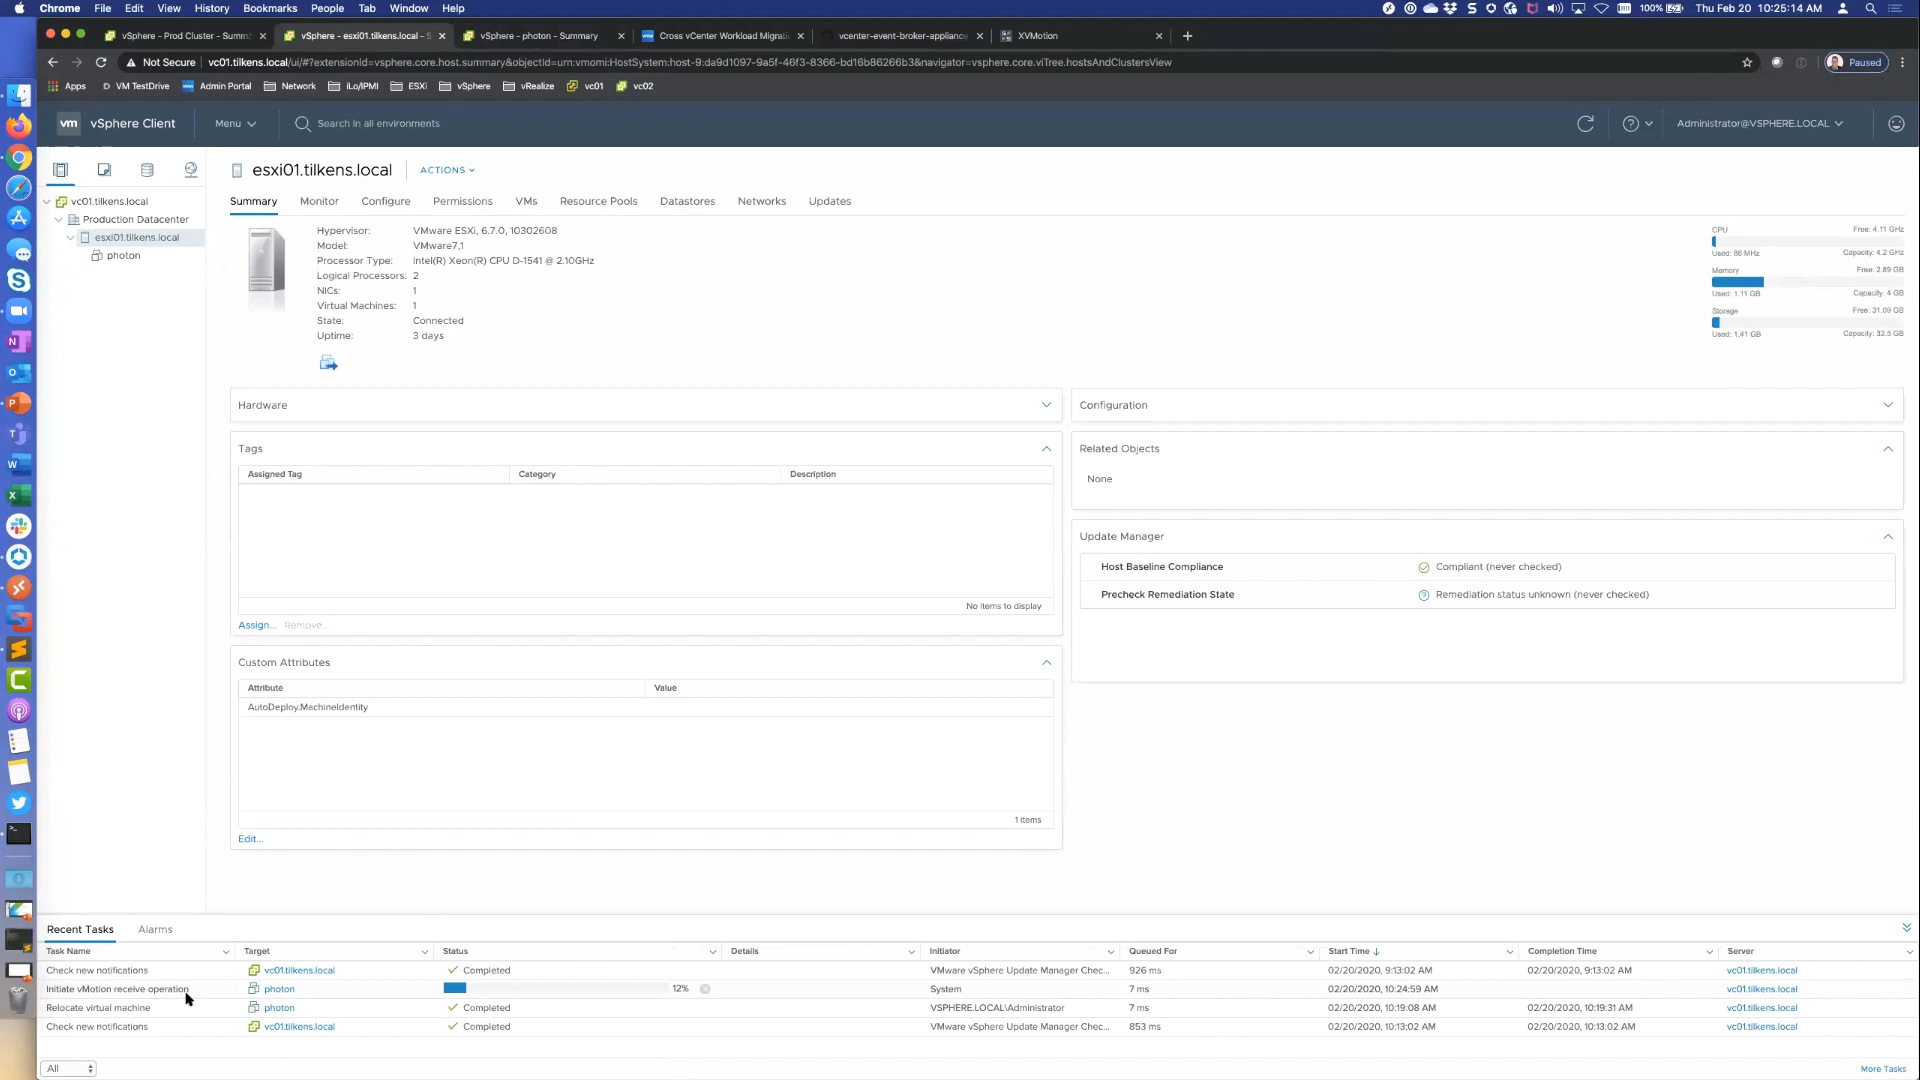 Chrome File Edit View History Bookmarks People Tab Window Help 100% Thu Feb 20 10:25:14 AM
vSphere - Prod Cluster - Summ vSphere - esxi01.tilkens.local - S vSphere - photon - Summary Cross vCenter Workload Migrati vcenter-event-broker-appliance XVMotion
Not Secure vc01.tilkens.local/ui/#?extensionId=vsphere.core.host.summary&objectId=urn:vmomi:HostSystem:host-9:da9d1097-9a5f-46f3-8366-bd16b86266b3&navigator=vsphere.core.viTree.hostsAndClustersView Paused
Apps VM TestDrive Admin Portal Network iLo/IPMI ESXi vSphere vRealize vc01 vc02
vm vSphere Client Menu Search in all environments Administrator@VSPHERE.LOCAL
esxi01.tilkens.local ACTIONS
vc01.tilkens.local
Production Datacenter
esxi01.tilkens.local
photon
Summary Monitor Configure Permissions VMs Resource Pools Datastores Networks Updates
Hypervisor: VMware ESXi, 6.7.0, 10302608
Model: VMware7,1
Processor Type: Intel(R) Xeon(R) CPU D-1541 @ 2.10GHz
Logical Processors: 2
NICs: 1
Virtual Machines: 1
State: Connected
Uptime: 3 days
CPU Free: 4.11 GHz
Used: 86 MHz Capacity: 4.2 GHz
Memory Free: 2.89 GB
Used: 1.11 GB Capacity: 4 GB
Storage Free: 31.09 GB
Used: 1.41 GB Capacity: 32.5 GB
Hardware
Tags
Assigned Tag Category Description
No items to display
Assign... Remove...
Custom Attributes
Attribute Value
AutoDeploy.MachineIdentity
1 items
Edit...
Configuration
Related Objects
None
Update Manager
Host Baseline Compliance Compliant (never checked)
Precheck Remediation State Remediation status unknown (never checked)
Recent Tasks Alarms
Task Name Target Status Details Initiator Queued For Start Time Completion Time Server
Check new notifications vc01.tilkens.local Completed VMware vSphere Update Manager Chec... 926 ms 02/20/2020, 9:13:02 AM 02/20/2020, 9:13:02 AM vc01.tilkens.local
Initiate vMotion receive operation photon 12% System 7 ms 02/20/2020, 10:24:59 AM vc01.tilkens.local
Relocate virtual machine photon Completed VSPHERE.LOCAL\Administrator 7 ms 02/20/2020, 10:19:08 AM 02/20/2020, 10:19:31 AM vc01.tilkens.local
Check new notifications vc01.tilkens.local Completed VMware vSphere Update Manager Chec... 853 ms 02/20/2020, 10:13:02 AM 02/20/2020, 10:13:02 AM vc01.tilkens.local
All More Tasks